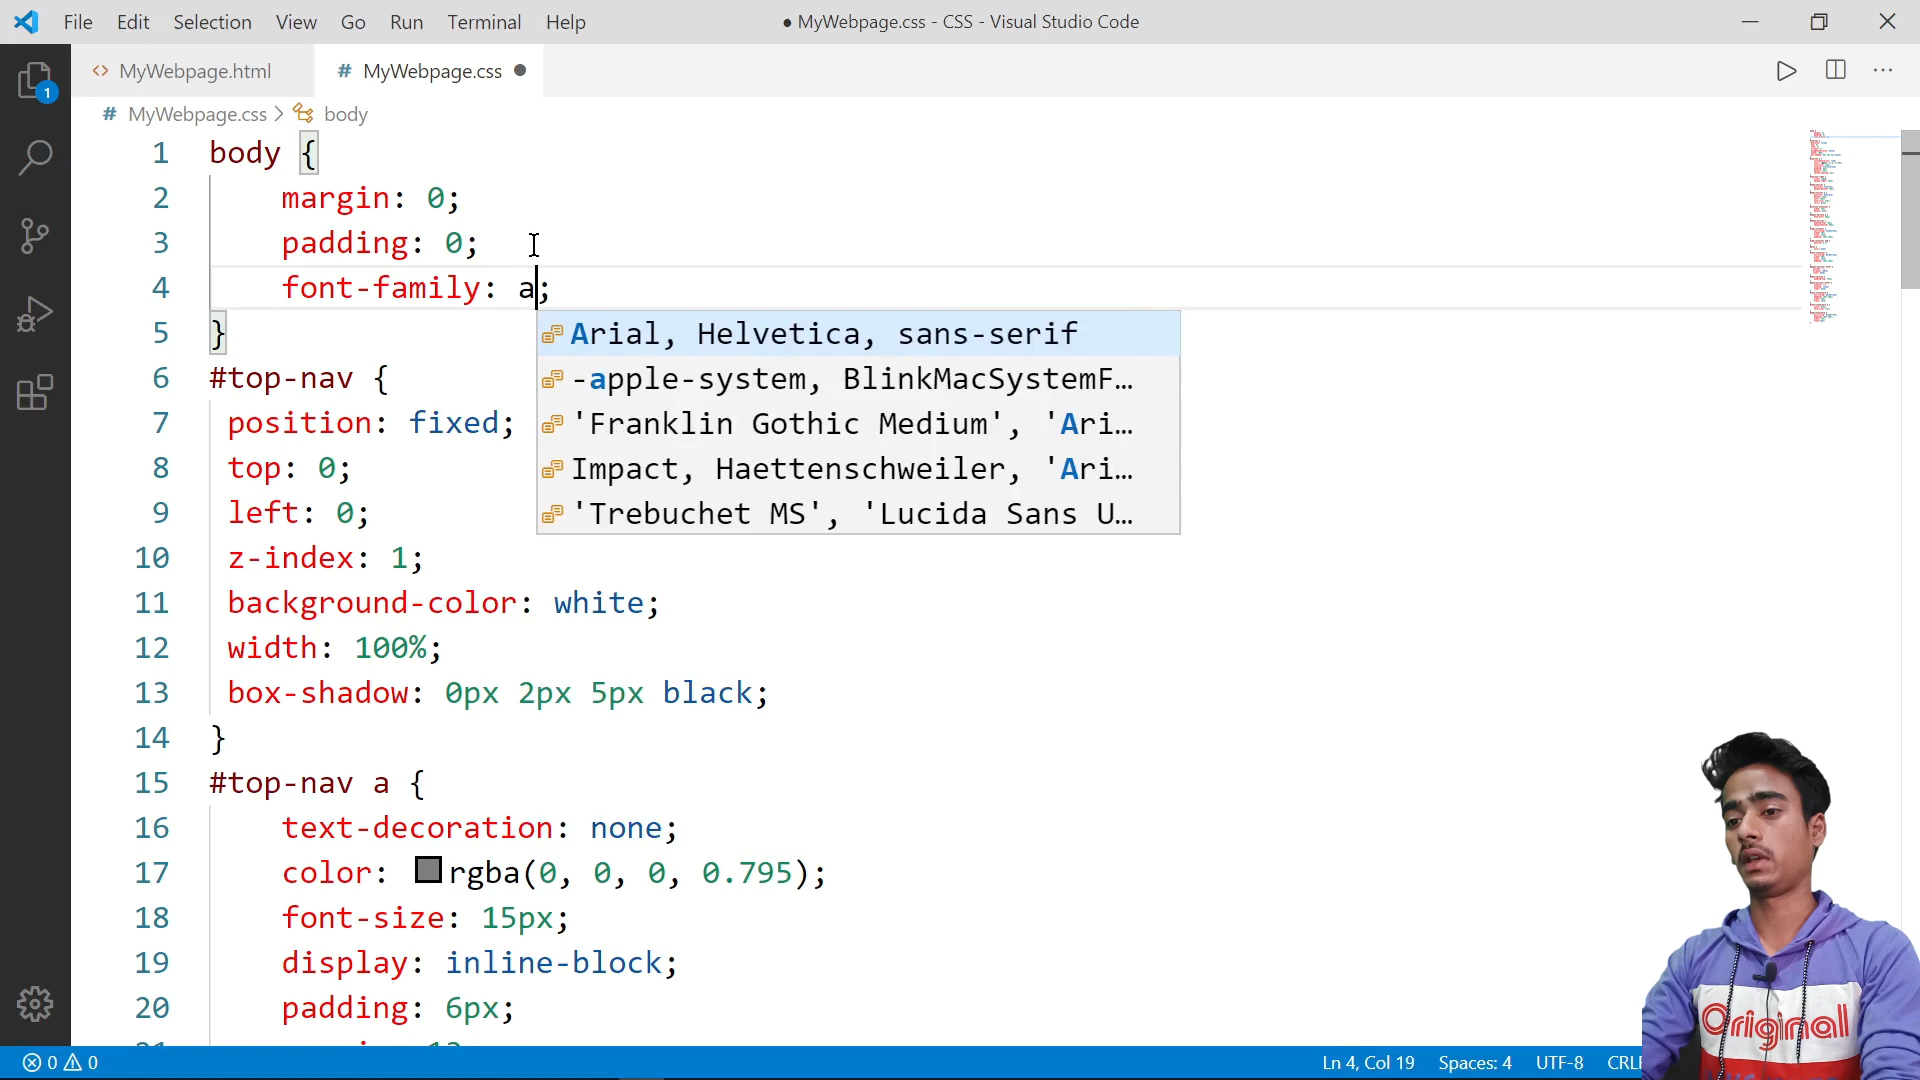 File Edit Selection View Go Run Terminal Help ● MyWebpage.css - CSS - Visual Studio Code
<> MyWebpage.html # MyWebpage.css ●
1
# MyWebpage.css > body
1 body {
2 margin: 0;
3 padding: 0;
4 font-family: a;
Arial, Helvetica, sans-serif
5 }
-apple-system, BlinkMacSystemF…
6 #top-nav {
'Franklin Gothic Medium', 'Ari…
7 position: fixed;
Impact, Haettenschweiler, 'Ari…
8 top: 0;
'Trebuchet MS', 'Lucida Sans U…
9 left: 0;
10 z-index: 1;
11 background-color: white;
12 width: 100%;
13 box-shadow: 0px 2px 5px black;
14 }
15 #top-nav a {
16 text-decoration: none;
17 color: rgba(0, 0, 0, 0.795);
18 font-size: 15px;
19 display: inline-block;
20 padding: 6px;
Original
0 0 Ln 4, Col 19 Spaces: 4 UTF-8 CRLF